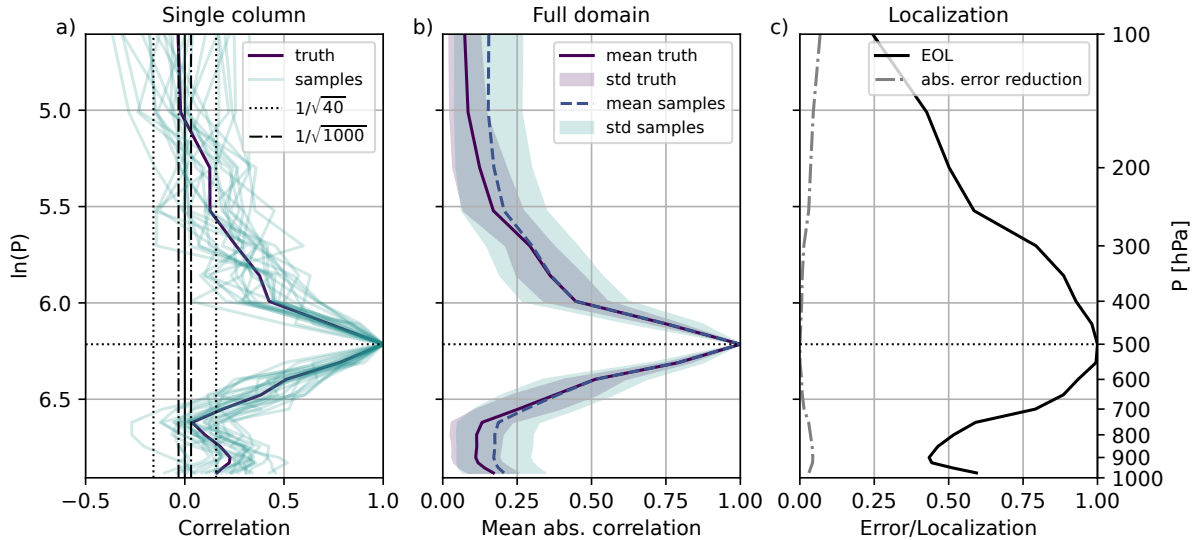 a)
Single column
truth
samples
1/√40
1/√1000
5.0
5.5
6.0
6.5
ln(P)
−0.5
0.0
0.5
1.0
Correlation
b)
Full domain
mean truth
std truth
mean samples
std samples
0.00
0.25
0.50
0.75
1.00
Mean abs. correlation
c)
Localization
EOL
abs. error reduction
100
200
300
400
500
600
700
800
900
1000
P [hPa]
0.00
0.25
0.50
0.75
1.00
Error/Localization